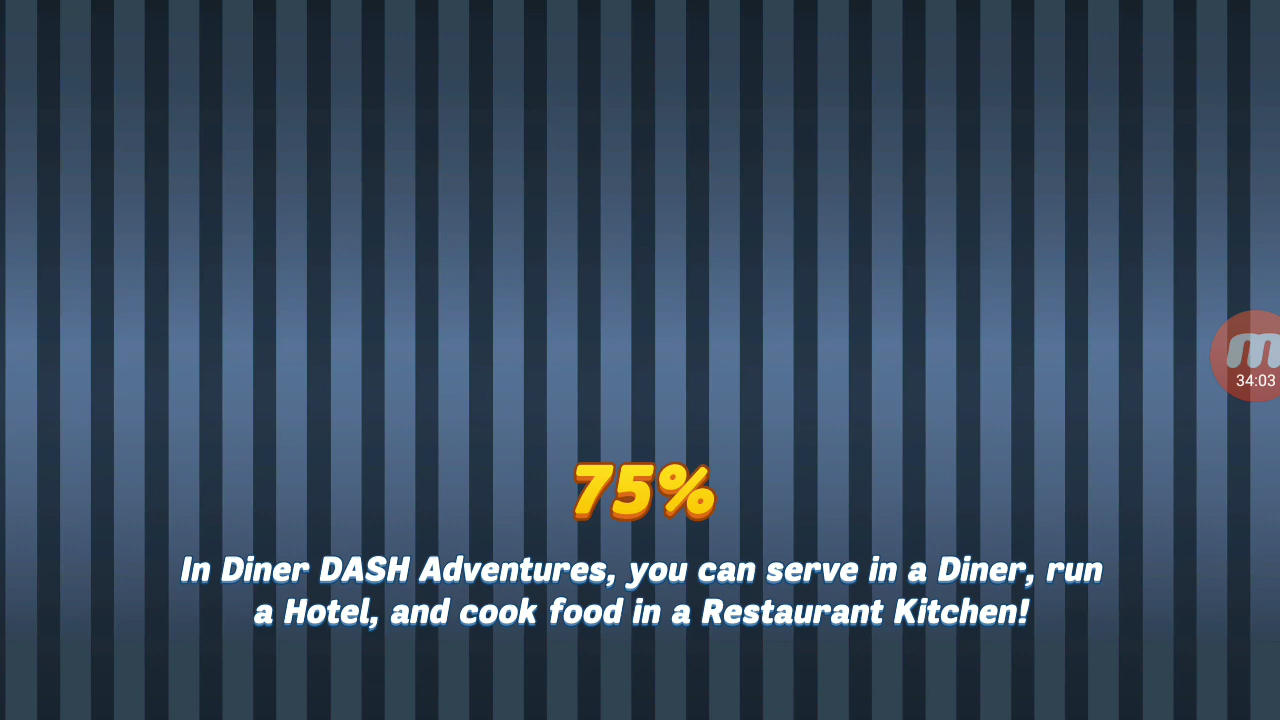 75%
In Diner DASH Adventures, you can serve in a Diner, run
a Hotel, and cook food in a Restaurant Kitchen!
m
34:03